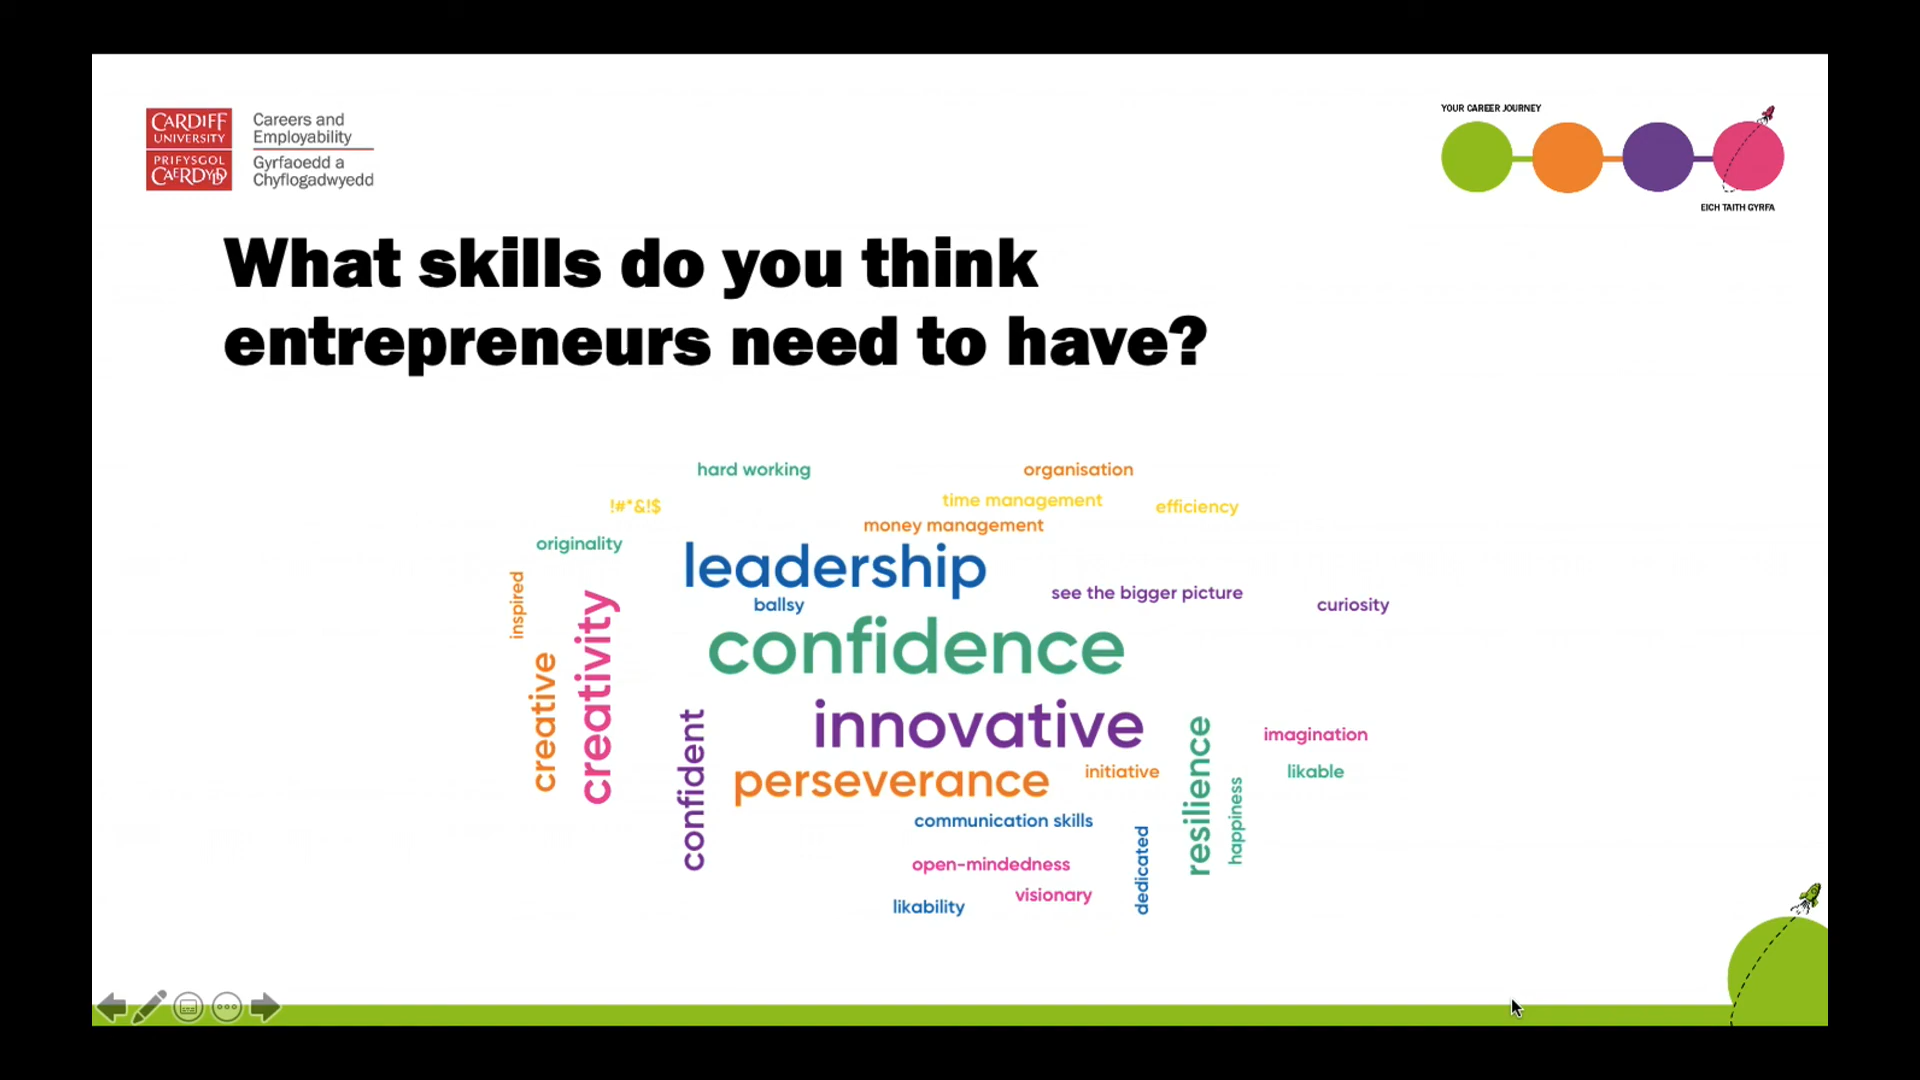 CARDIFF
UNIVERSITY
PRIFYSGOL
CAERDYDD
Careers and
Employability
Gyrfaoedd a
Chyflogadwyedd
YOUR CAREER JOURNEY
EICH TAITH GYRFA
What skills do you think
entrepreneurs need to have?
hard working
organisation
!#*&!$
time management
efficiency
money management
originality
leadership
inspired
see the bigger picture
ballsy
curiosity
confidence
creativity
creative
innovative
confident
resilience
imagination
perseverance
initiative
likable
happiness
communication skills
dedicated
open-mindedness
visionary
likability